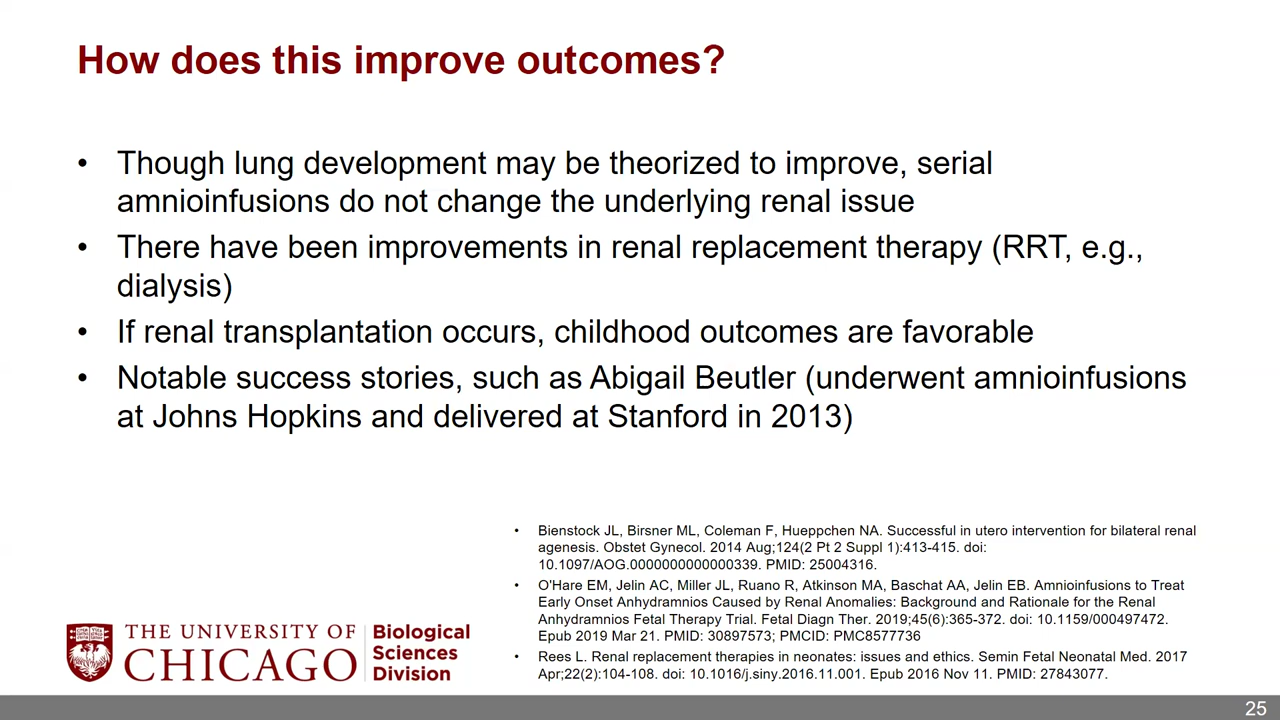 How does this improve outcomes?
• Though lung development may be theorized to improve, serial
amnioinfusions do not change the underlying renal issue
• There have been improvements in renal replacement therapy (RRT, e.g.,
dialysis)
• If renal transplantation occurs, childhood outcomes are favorable
• Notable success stories, such as Abigail Beutler (underwent amnioinfusions
at Johns Hopkins and delivered at Stanford in 2013)
• Bienstock JL, Birsner ML, Coleman F, Hueppchen NA. Successful in utero intervention for bilateral renal
agenesis. Obstet Gynecol. 2014 Aug;124(2 Pt 2 Suppl 1):413-415. doi:
10.1097/AOG.0000000000000339. PMID: 25004316.
• O'Hare EM, Jelin AC, Miller JL, Ruano R, Atkinson MA, Baschat AA, Jelin EB. Amnioinfusions to Treat
Early Onset Anhydramnios Caused by Renal Anomalies: Background and Rationale for the Renal
Anhydramnios Fetal Therapy Trial. Fetal Diagn Ther. 2019;45(6):365-372. doi: 10.1159/000497472.
Epub 2019 Mar 21. PMID: 30897573; PMCID: PMC8577736
• Rees L. Renal replacement therapies in neonates: issues and ethics. Semin Fetal Neonatal Med. 2017
Apr;22(2):104-108. doi: 10.1016/j.siny.2016.11.001. Epub 2016 Nov 11. PMID: 27843077.
THE UNIVERSITY OF
CHICAGO
Biological
Sciences
Division
25